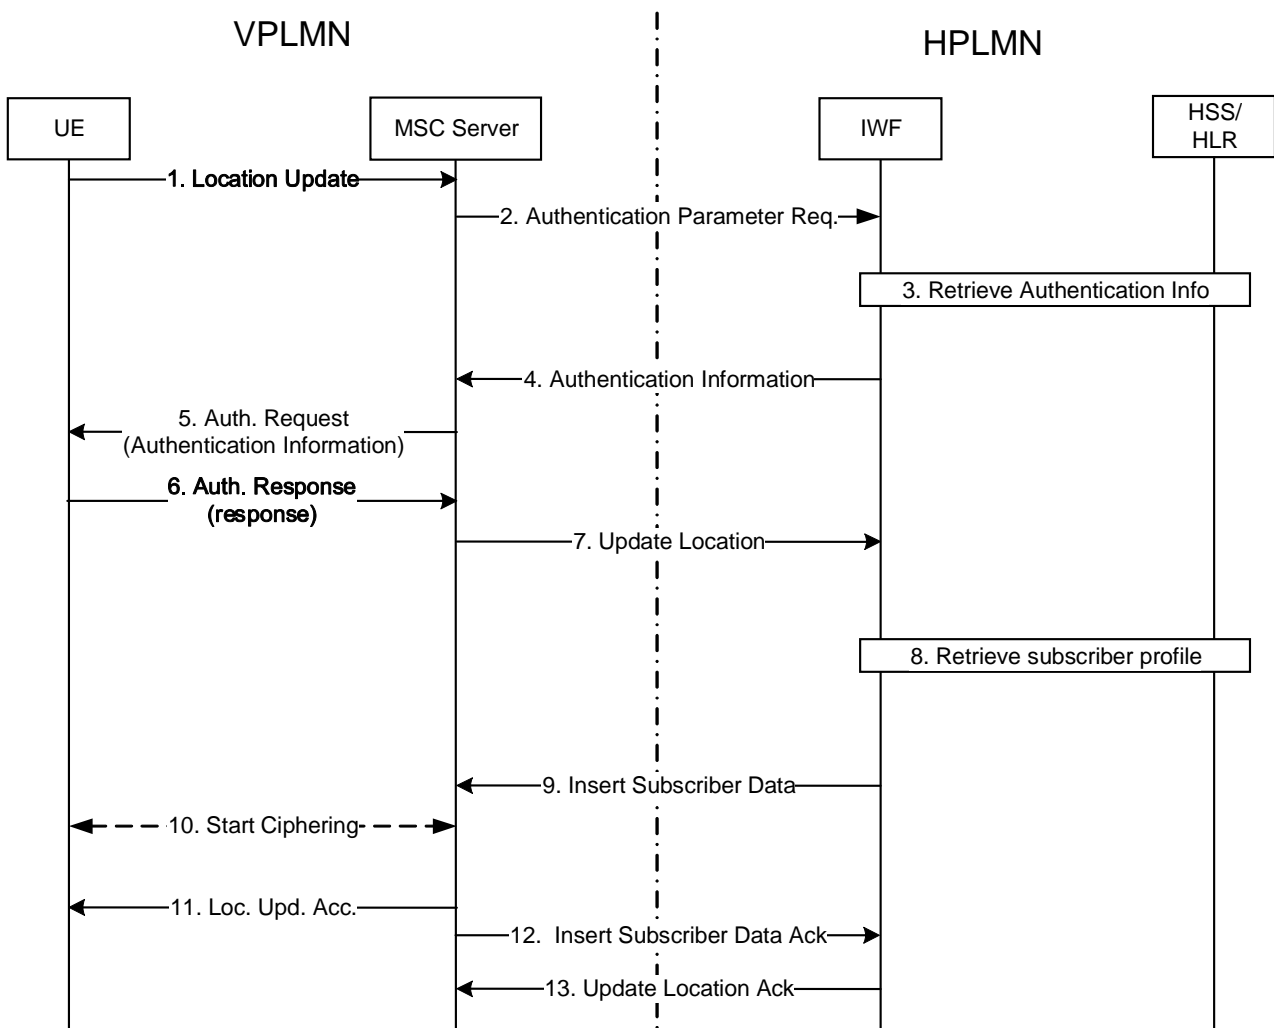 VPLMN
HPLMN
UE
MSC Server
IWF
HSS/
HLR
1. Location Update
2. Authentication Parameter Req.
3. Retrieve Authentication Info
4. Authentication Information
5. Auth. Request
(Authentication Information)
6. Auth. Response
(response)
7. Update Location
8. Retrieve subscriber profile
9. Insert Subscriber Data
10. Start Ciphering
11. Loc. Upd. Acc.
12. Insert Subscriber Data Ack
13. Update Location Ack